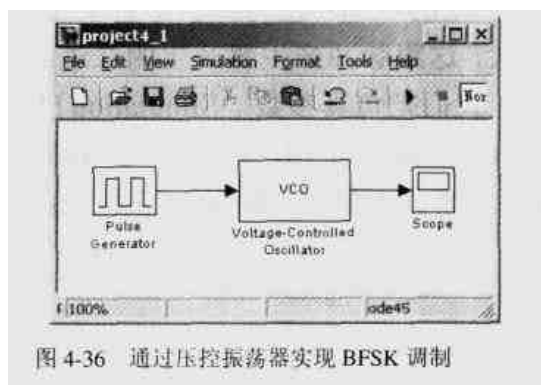 project4_1
File Edit View Simulation Format Tools Help
Nor
VCO
Pulse
Generator
Voltage-Controlled
Oscillator
Scope
100%
ode45
图 4-36 通过压控振荡器实现 BFSK 调制